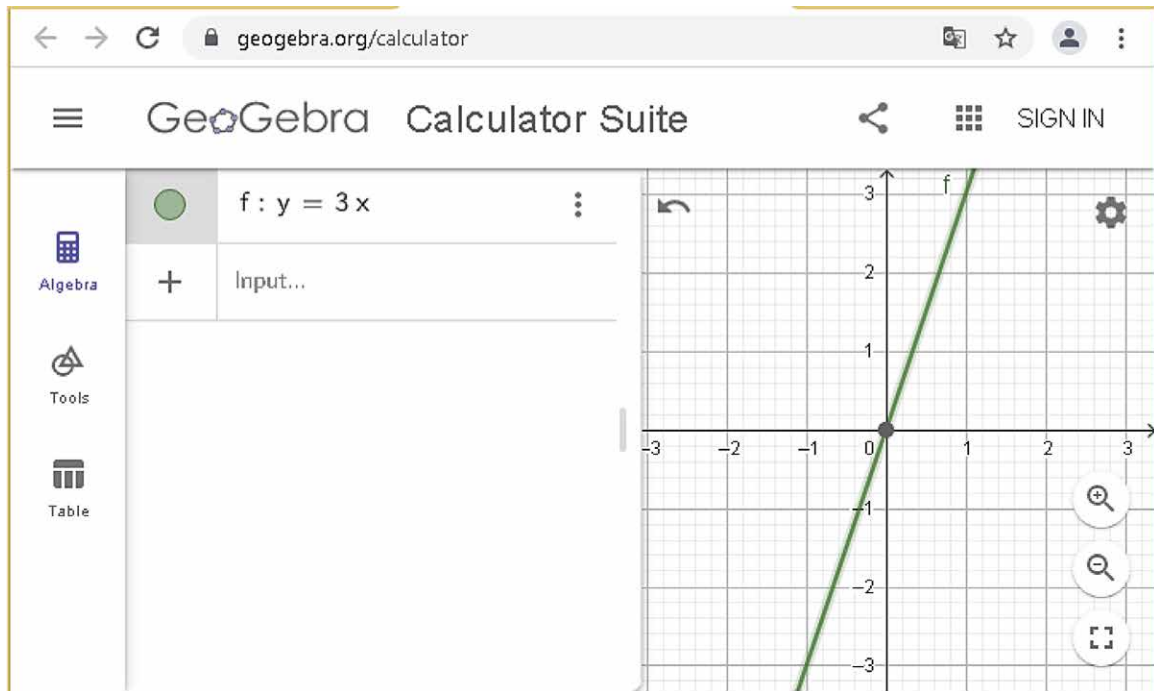 geogebra.org/calculator
GeoGebra Calculator Suite SIGN IN
f : y = 3 x
Algebra
+ Input...
Tools
Table
f
3
2
1
–3 –2 –1 0 1 2 3
–1
–2
–3